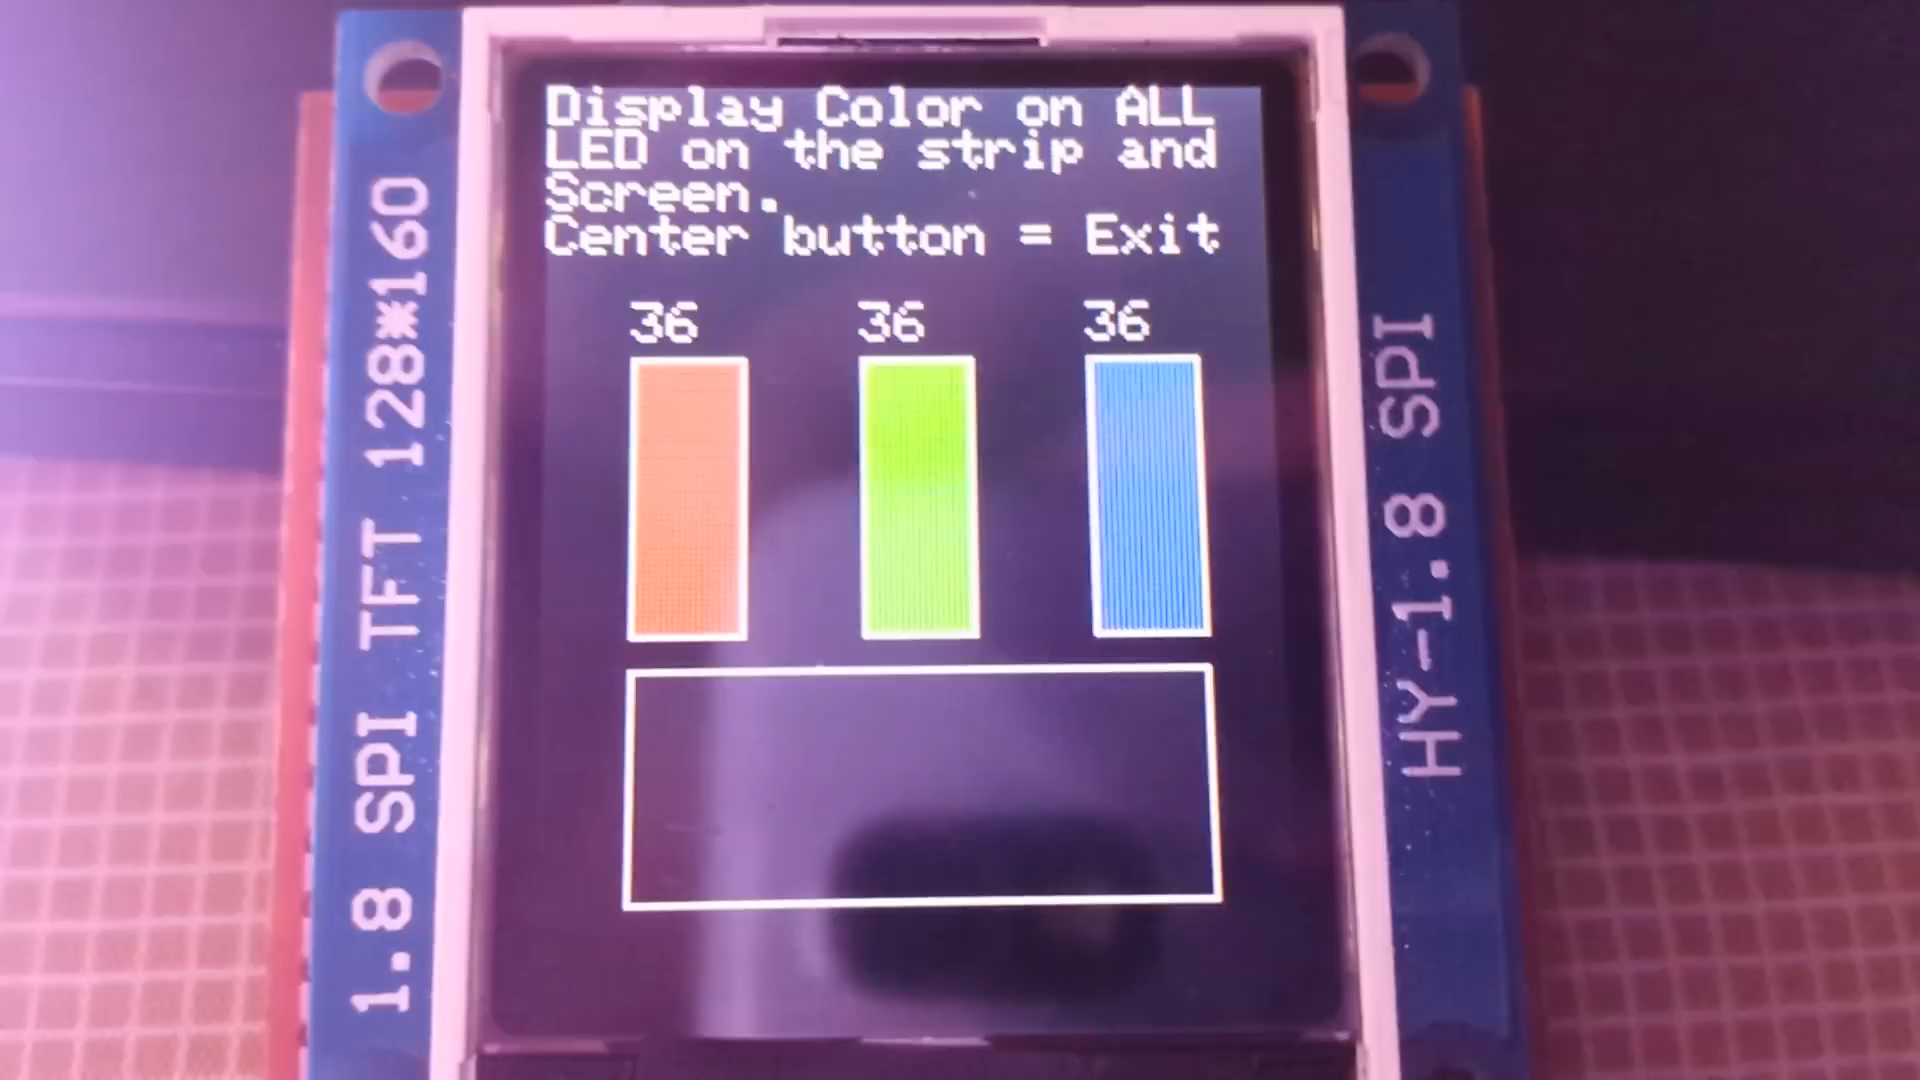 Display Color on ALL
LED on the strip and
Screen.
Center button = Exit
36 36 36
1.8 SPI TFT 128*160
HY-1.8 SPI